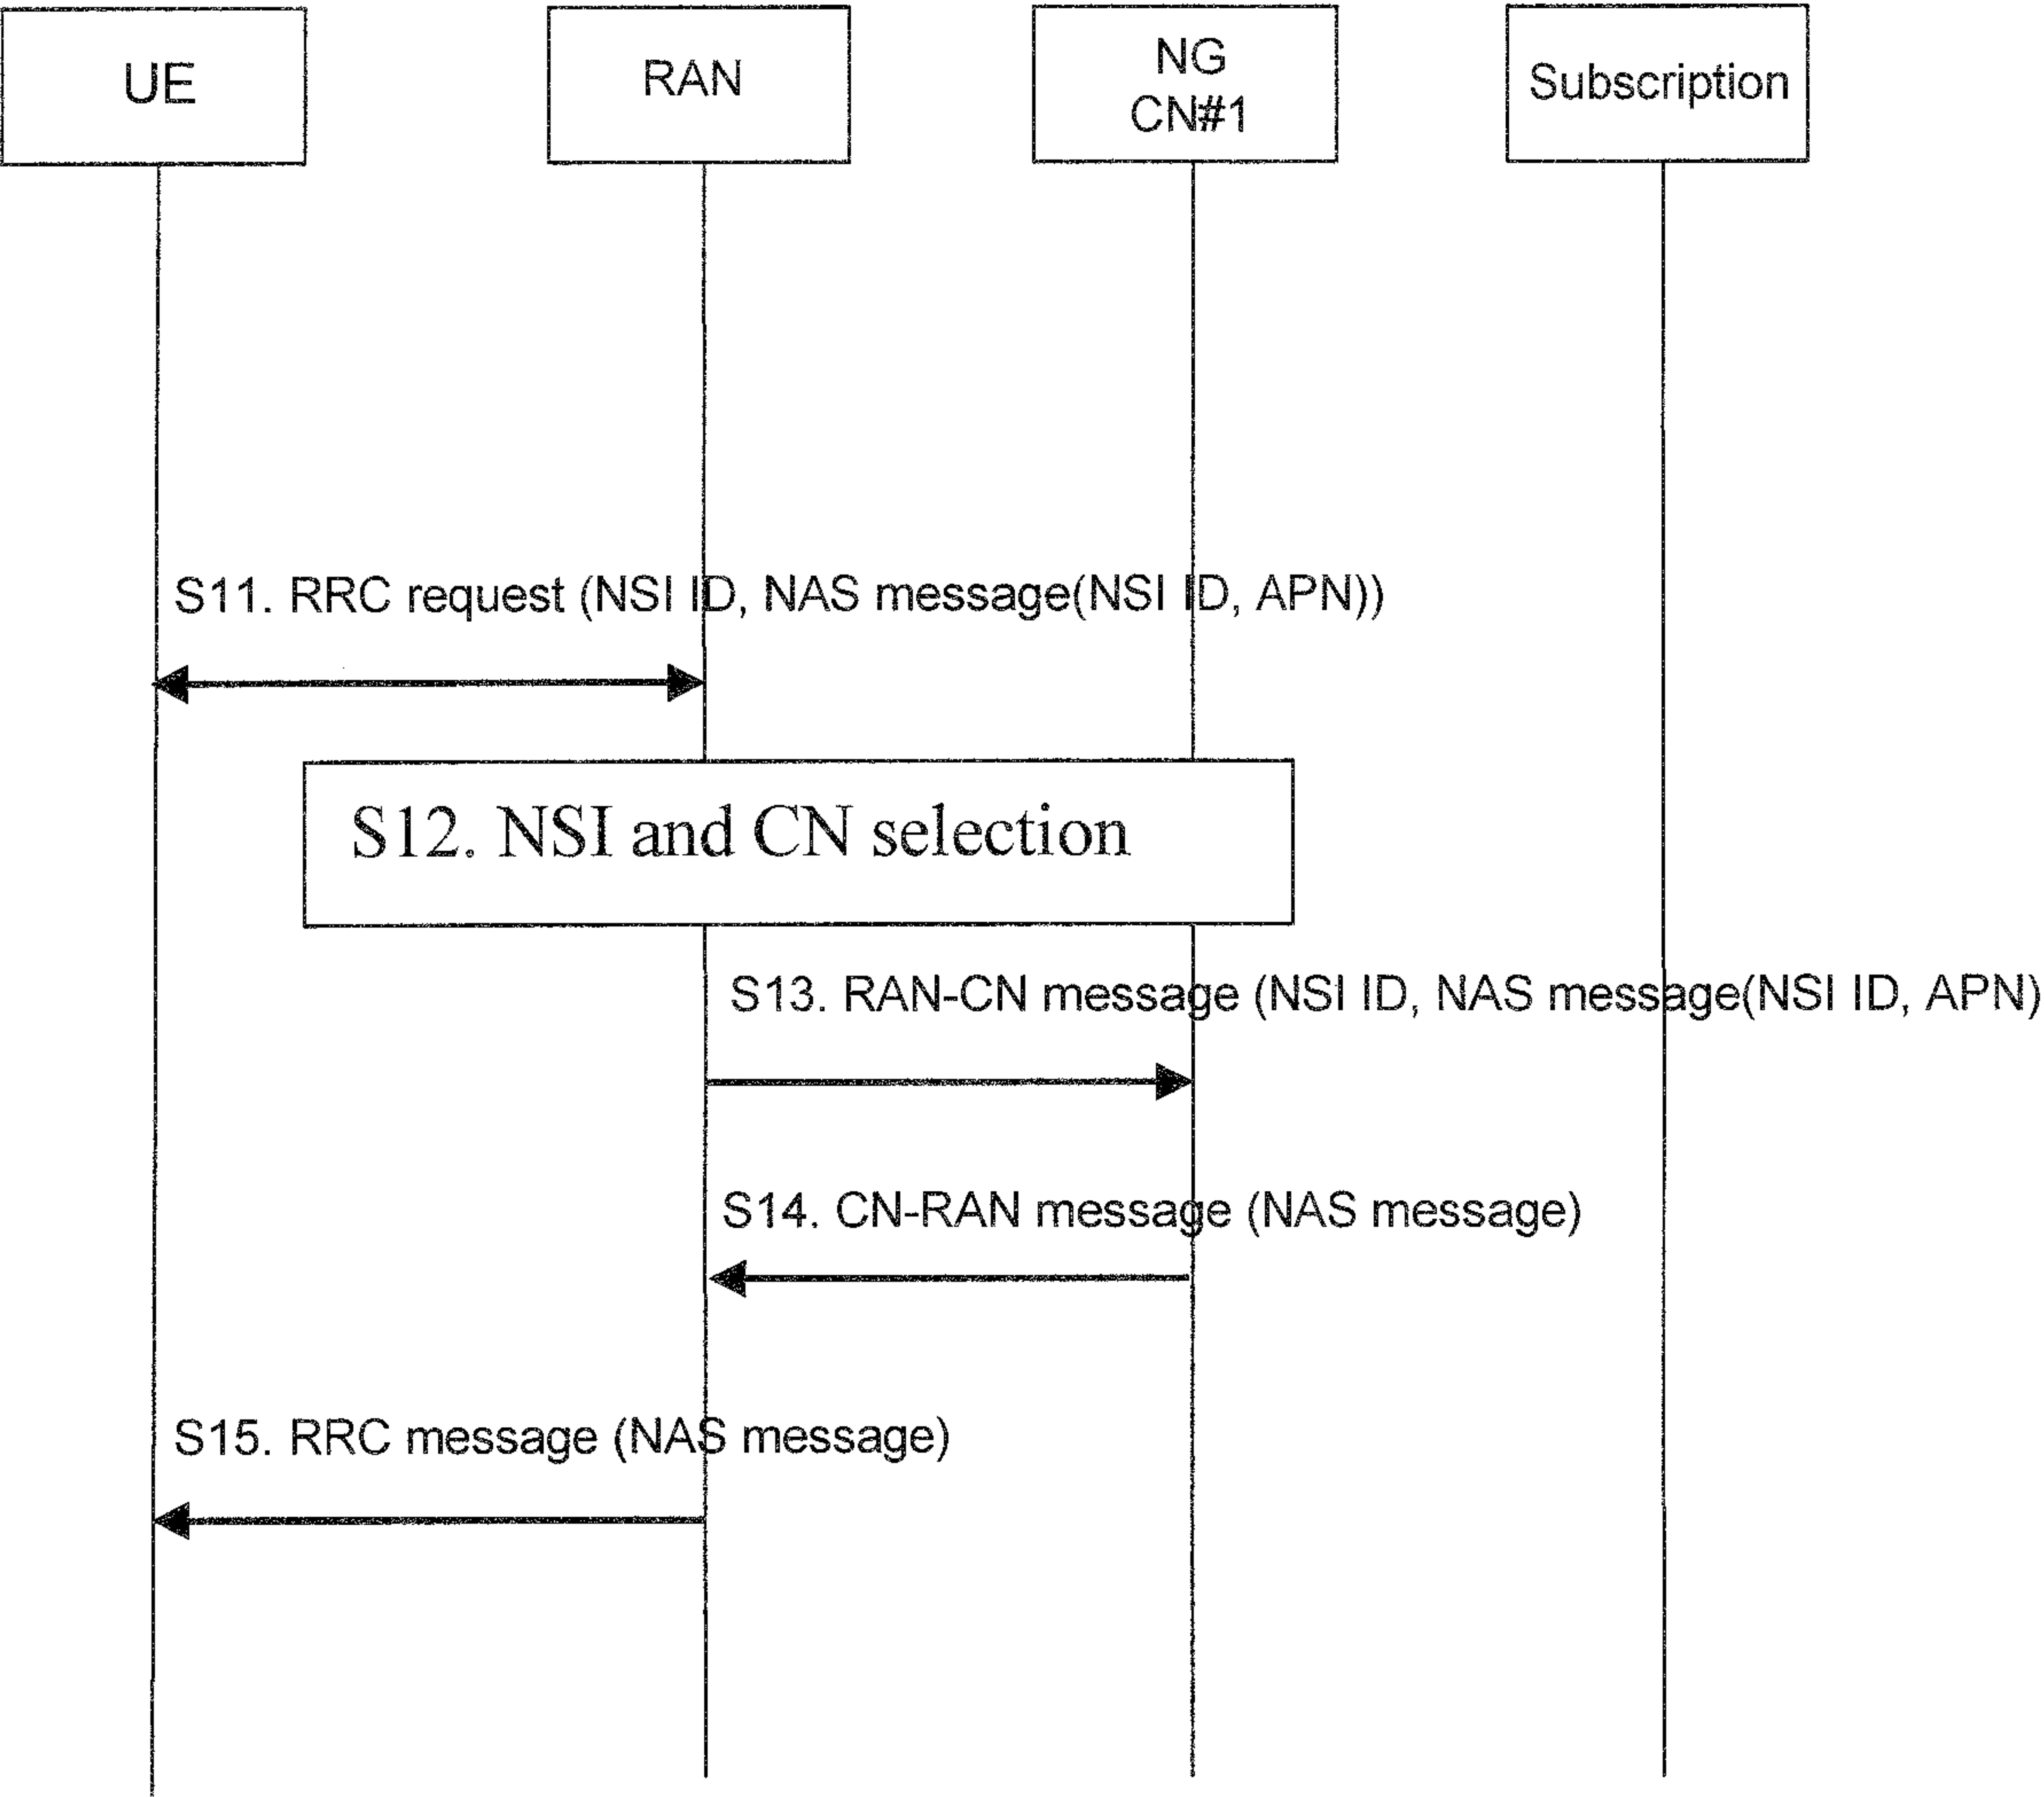 UE
RAN
NG
CN#1
Subscription
S11. RRC request (NSI ID, NAS message(NSI ID, APN))
S12. NSI and CN selection
S13. RAN-CN message (NSI ID, NAS message(NSI ID, APN)
S14. CN-RAN message (NAS message)
S15. RRC message (NAS message)